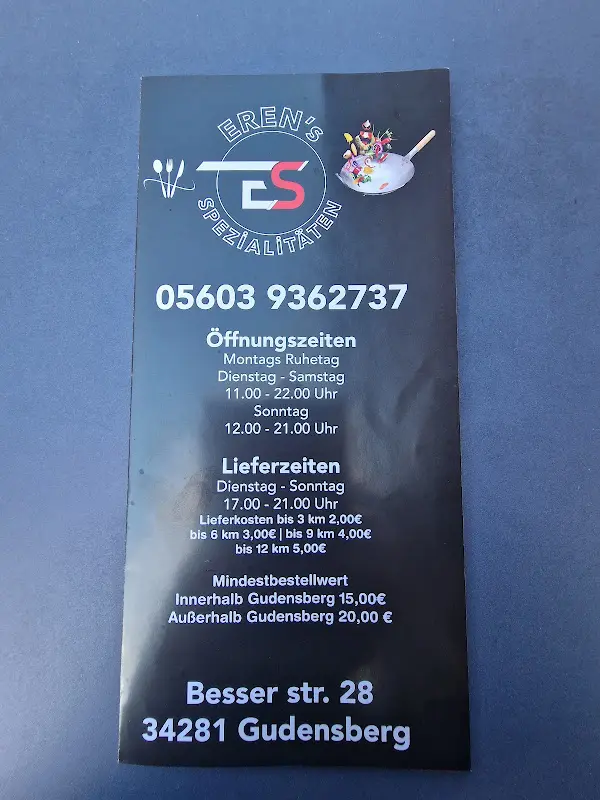 EREN's
ES
SPEZİALİTÄTEN
05603 9362737
Öffnungszeiten
Montags Ruhetag
Dienstag - Samstag
11.00 - 22.00 Uhr
Sonntag
12.00 - 21.00 Uhr
Lieferzeiten
Dienstag - Sonntag
17.00 - 21.00 Uhr
Lieferkosten bis 3 km 2,00€
bis 6 km 3,00€ | bis 9 km 4,00€
bis 12 km 5,00€
Mindestbestellwert
Innerhalb Gudensberg 15,00€
Außerhalb Gudensberg 20,00 €
Besser str. 28
34281 Gudensberg